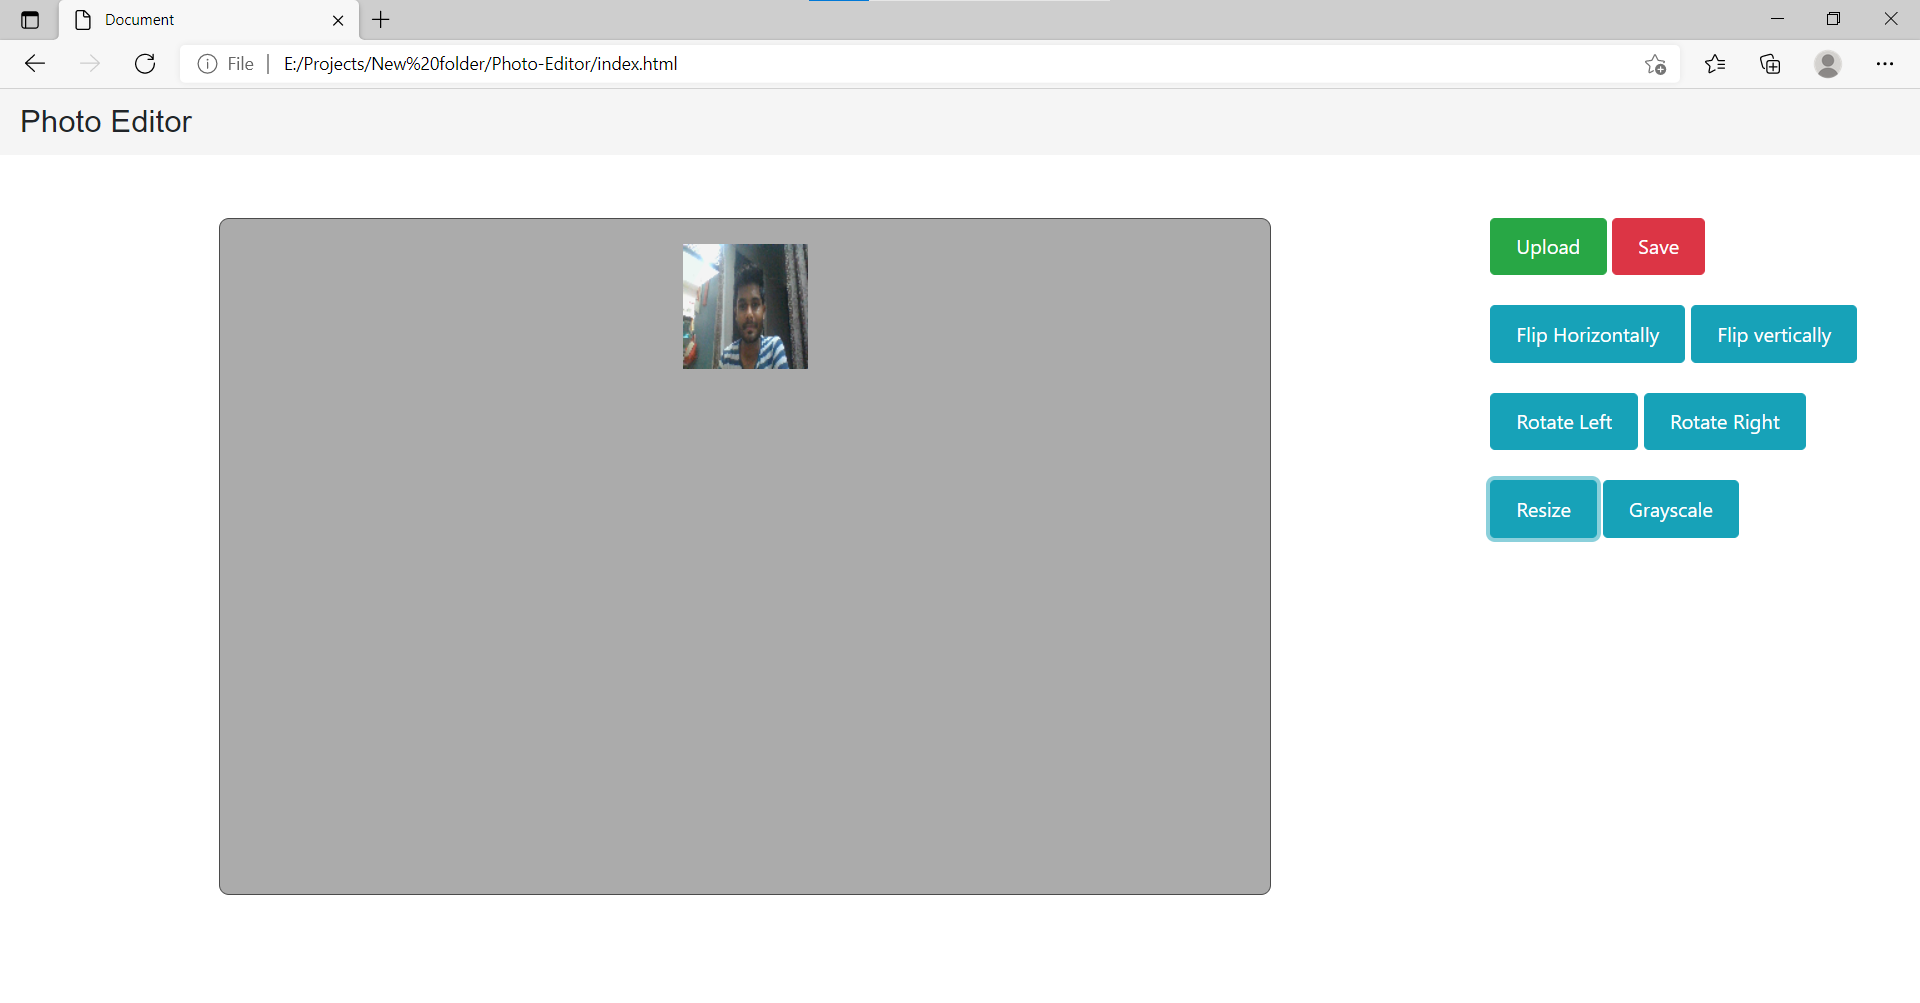 Document
File
E:/Projects/New%20folder/Photo-Editor/index.html
Photo Editor
Upload Save
Flip Horizontally Flip vertically
Rotate Left Rotate Right
Resize Grayscale